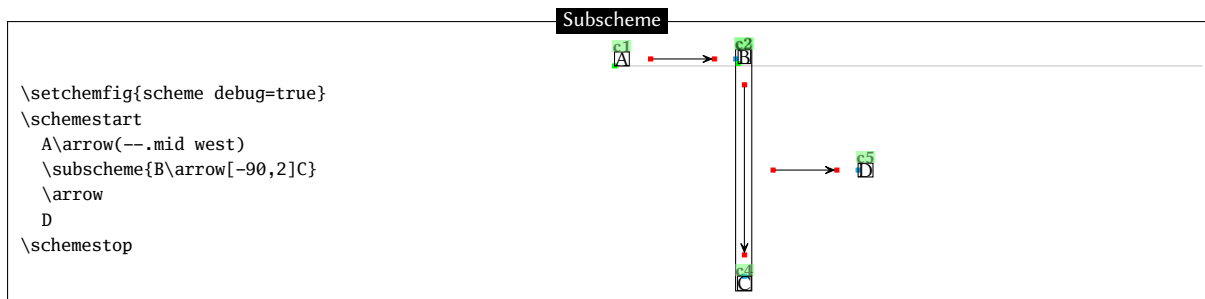 Subscheme
\setchemfig{scheme debug=true}
\schemestart
A\arrow(--.mid west)
\subscheme{B\arrow[-90,2]C}
\arrow
D
\schemestop
c1
A
c2
B
c5
D
c4
C